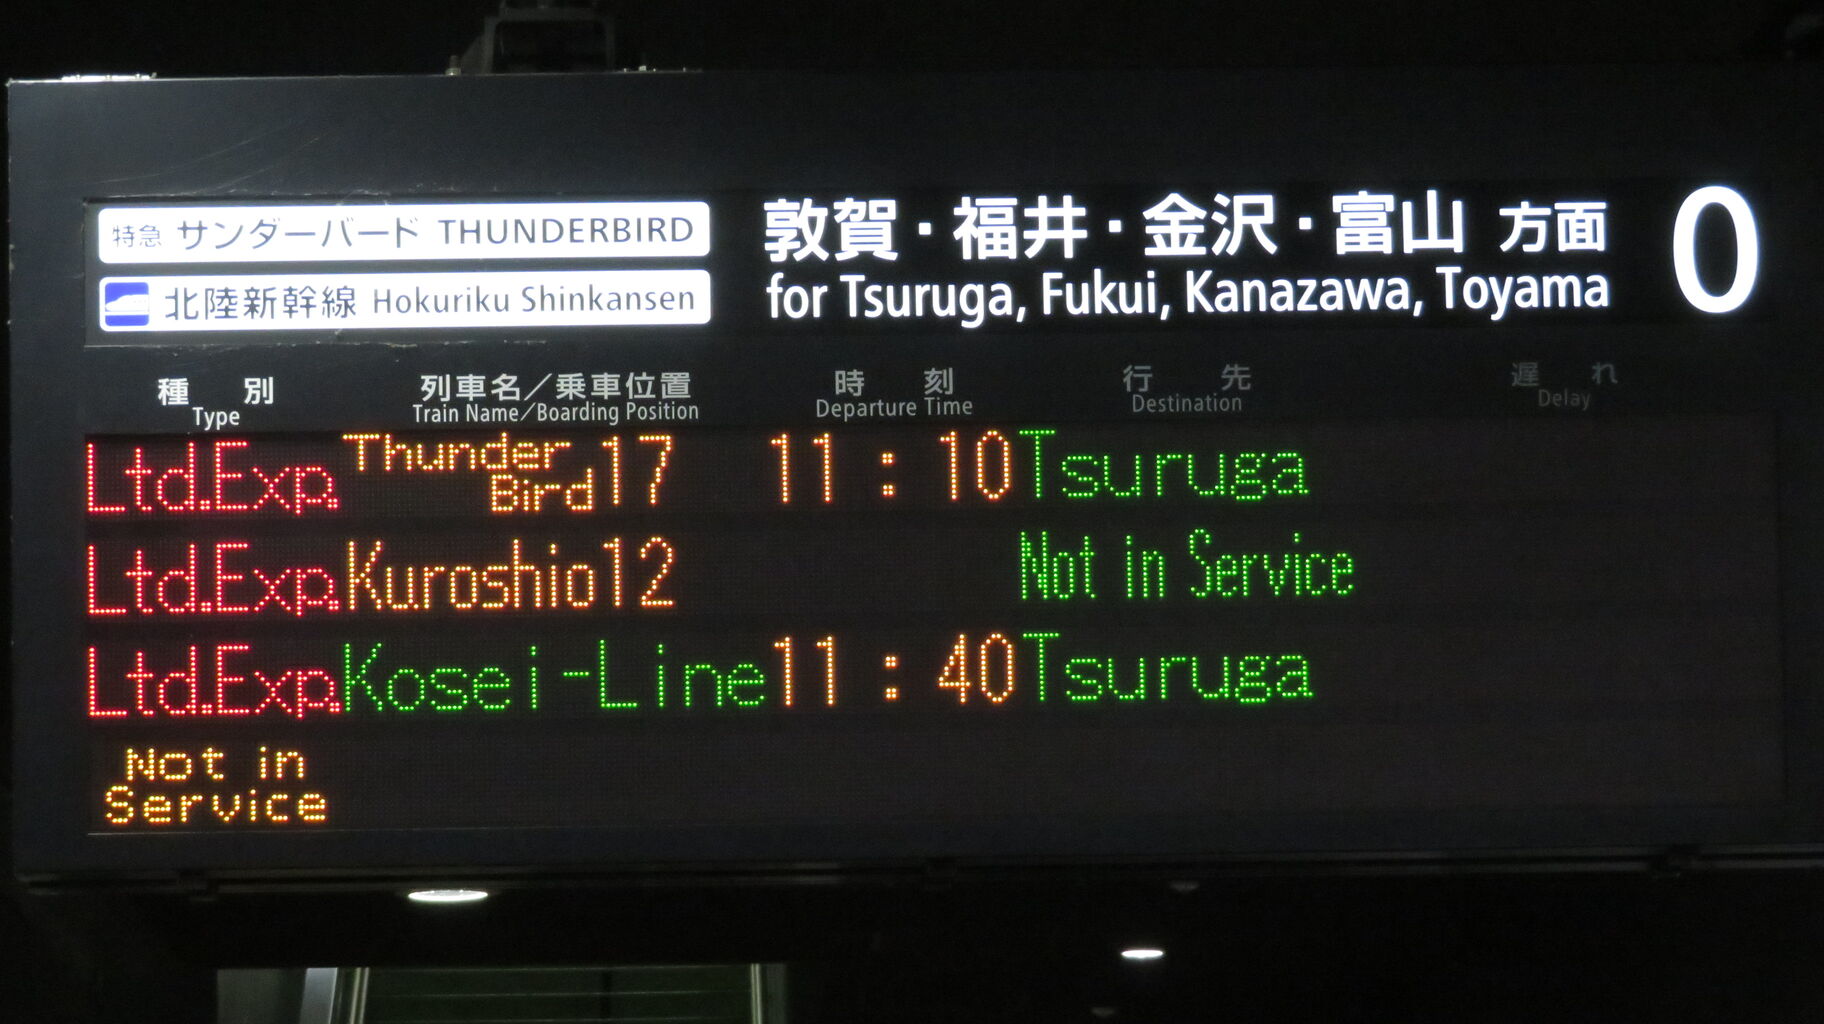 特急 サンダーバード THUNDERBIRD
北陸新幹線 Hokuriku Shinkansen
敦賀・福井・金沢・富山 方面
for Tsuruga, Fukui, Kanazawa, Toyama
0
種別 列車名／乗車位置 時刻 行先 遅れ
Type Train Name／Boarding Position Departure Time Destination Delay
Ltd.Exp. Thunder Bird 17 11:10 Tsuruga
Ltd.Exp. Kuroshio 12 Not in Service
Ltd.Exp. Kosei-Line 11:40 Tsuruga
Not in
Service